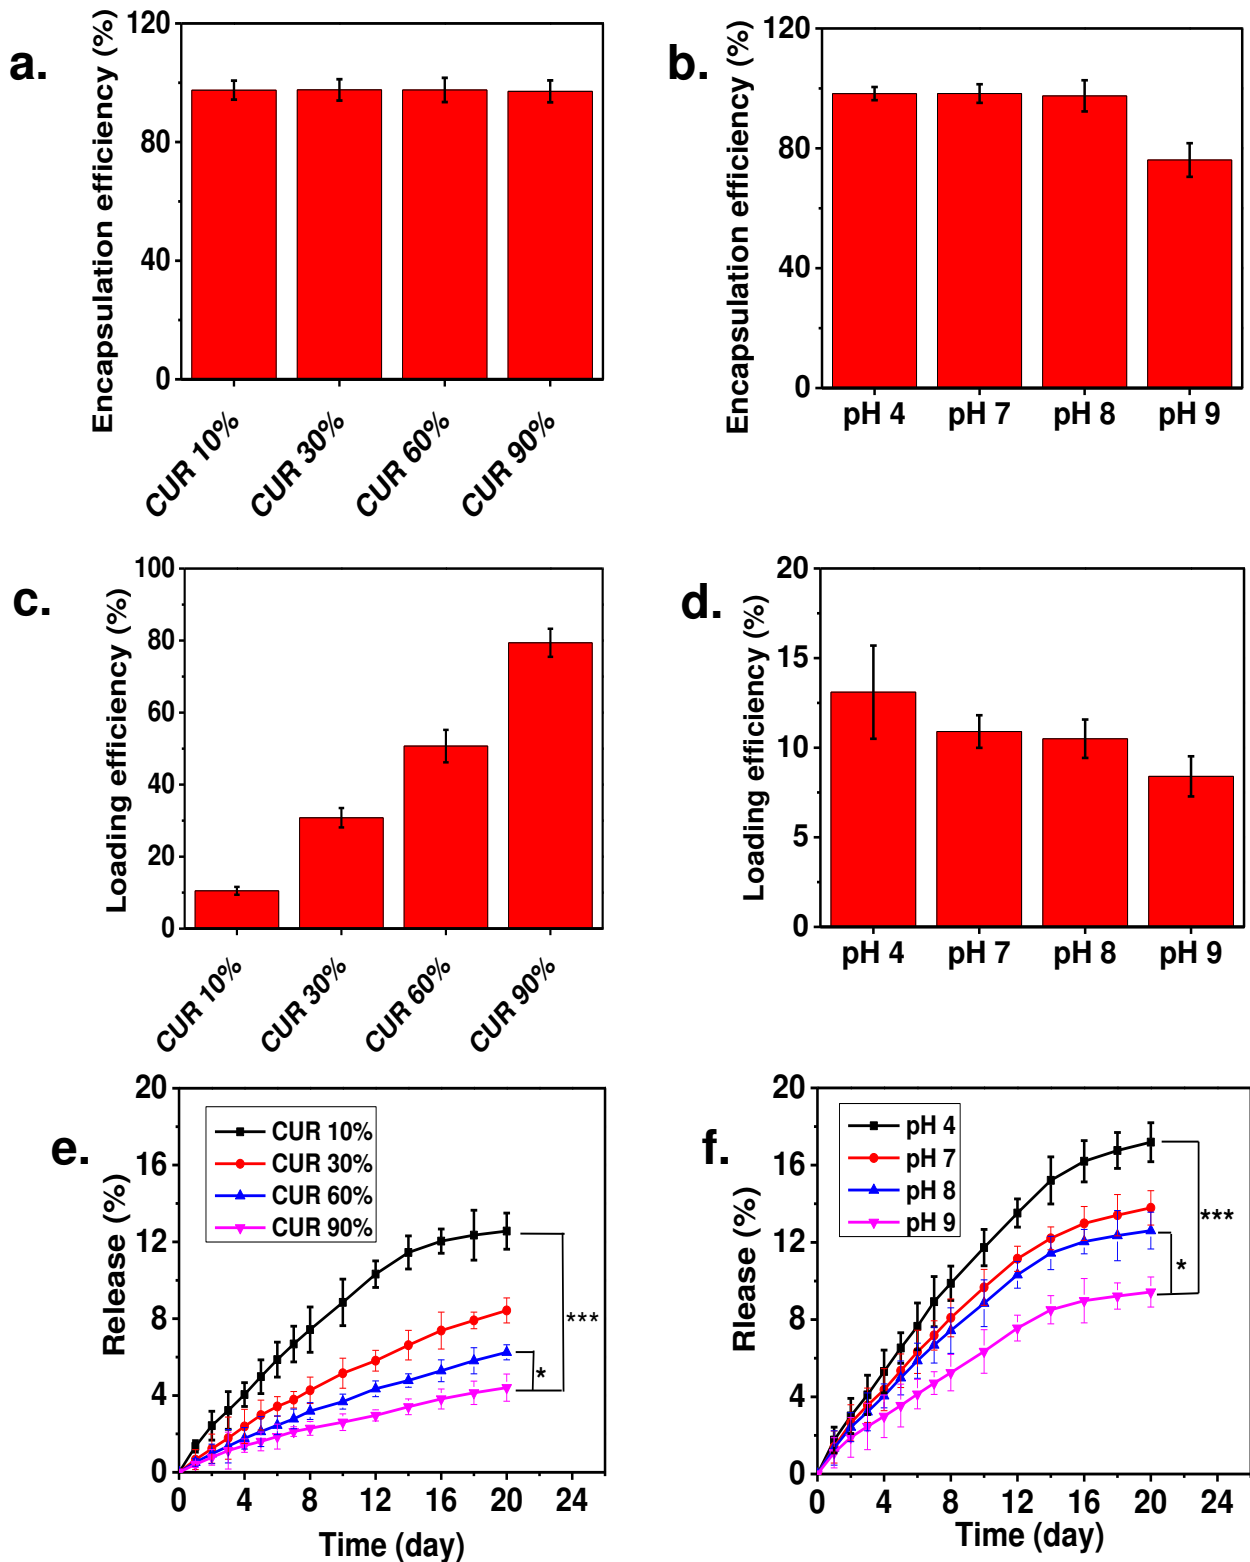 a.
Encapsulation efficiency (%)
120
80
40
0
CUR 10%
CUR 30%
CUR 60%
CUR 90%
b.
Encapsulation efficiency (%)
120
80
40
0
pH 4
pH 7
pH 8
pH 9
c.
Loading efficiency (%)
100
80
60
40
20
0
CUR 10%
CUR 30%
CUR 60%
CUR 90%
d.
Loading efficiency (%)
20
15
10
5
0
pH 4
pH 7
pH 8
pH 9
e.
Release (%)
20
16
12
8
4
0
CUR 10%
CUR 30%
CUR 60%
CUR 90%
***
*
0 4 8 12 16 20 24
Time (day)
f.
Rlease (%)
20
16
12
8
4
0
pH 4
pH 7
pH 8
pH 9
***
*
0 4 8 12 16 20 24
Time (day)